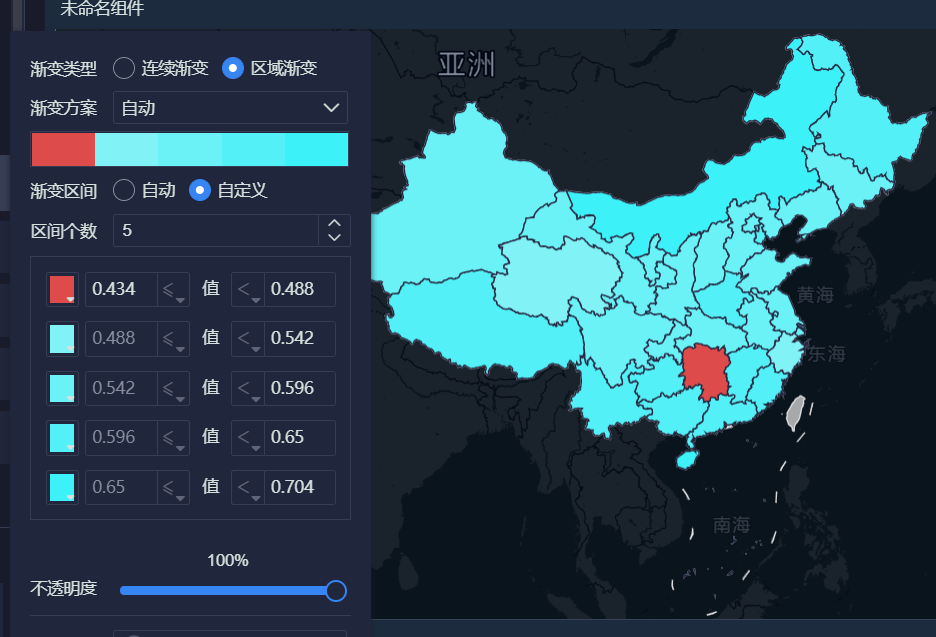 未命名组件
渐变类型 连续渐变 区域渐变
渐变方案 自动
渐变区间 自动 自定义
区间个数 5
0.434 ≤ 值 < 0.488
0.488 ≤ 值 < 0.542
0.542 ≤ 值 < 0.596
0.596 ≤ 值 < 0.65
0.65 ≤ 值 < 0.704
100%
不透明度
亚洲
黄海
东海
南海